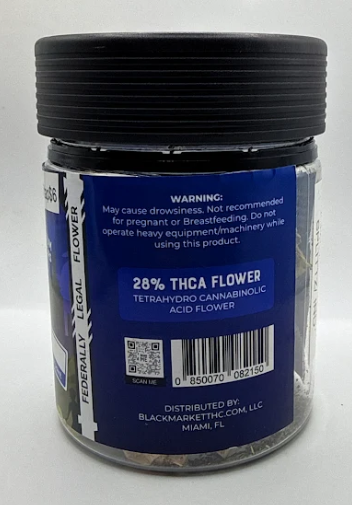 WARNING:
May cause drowsiness. Not recommended
for pregnant or Breastfeeding. Do not
operate heavy equipment/machinery while
using this product.
28% THCA FLOWER
TETRAHYDRO CANNABINOLIC
ACID FLOWER
SCAN ME
0 850070 082150
DISTRIBUTED BY:
BLACKMARKETTHC.COM, LLC
MIAMI, FL
FEDERALLY LEGAL FLOWER